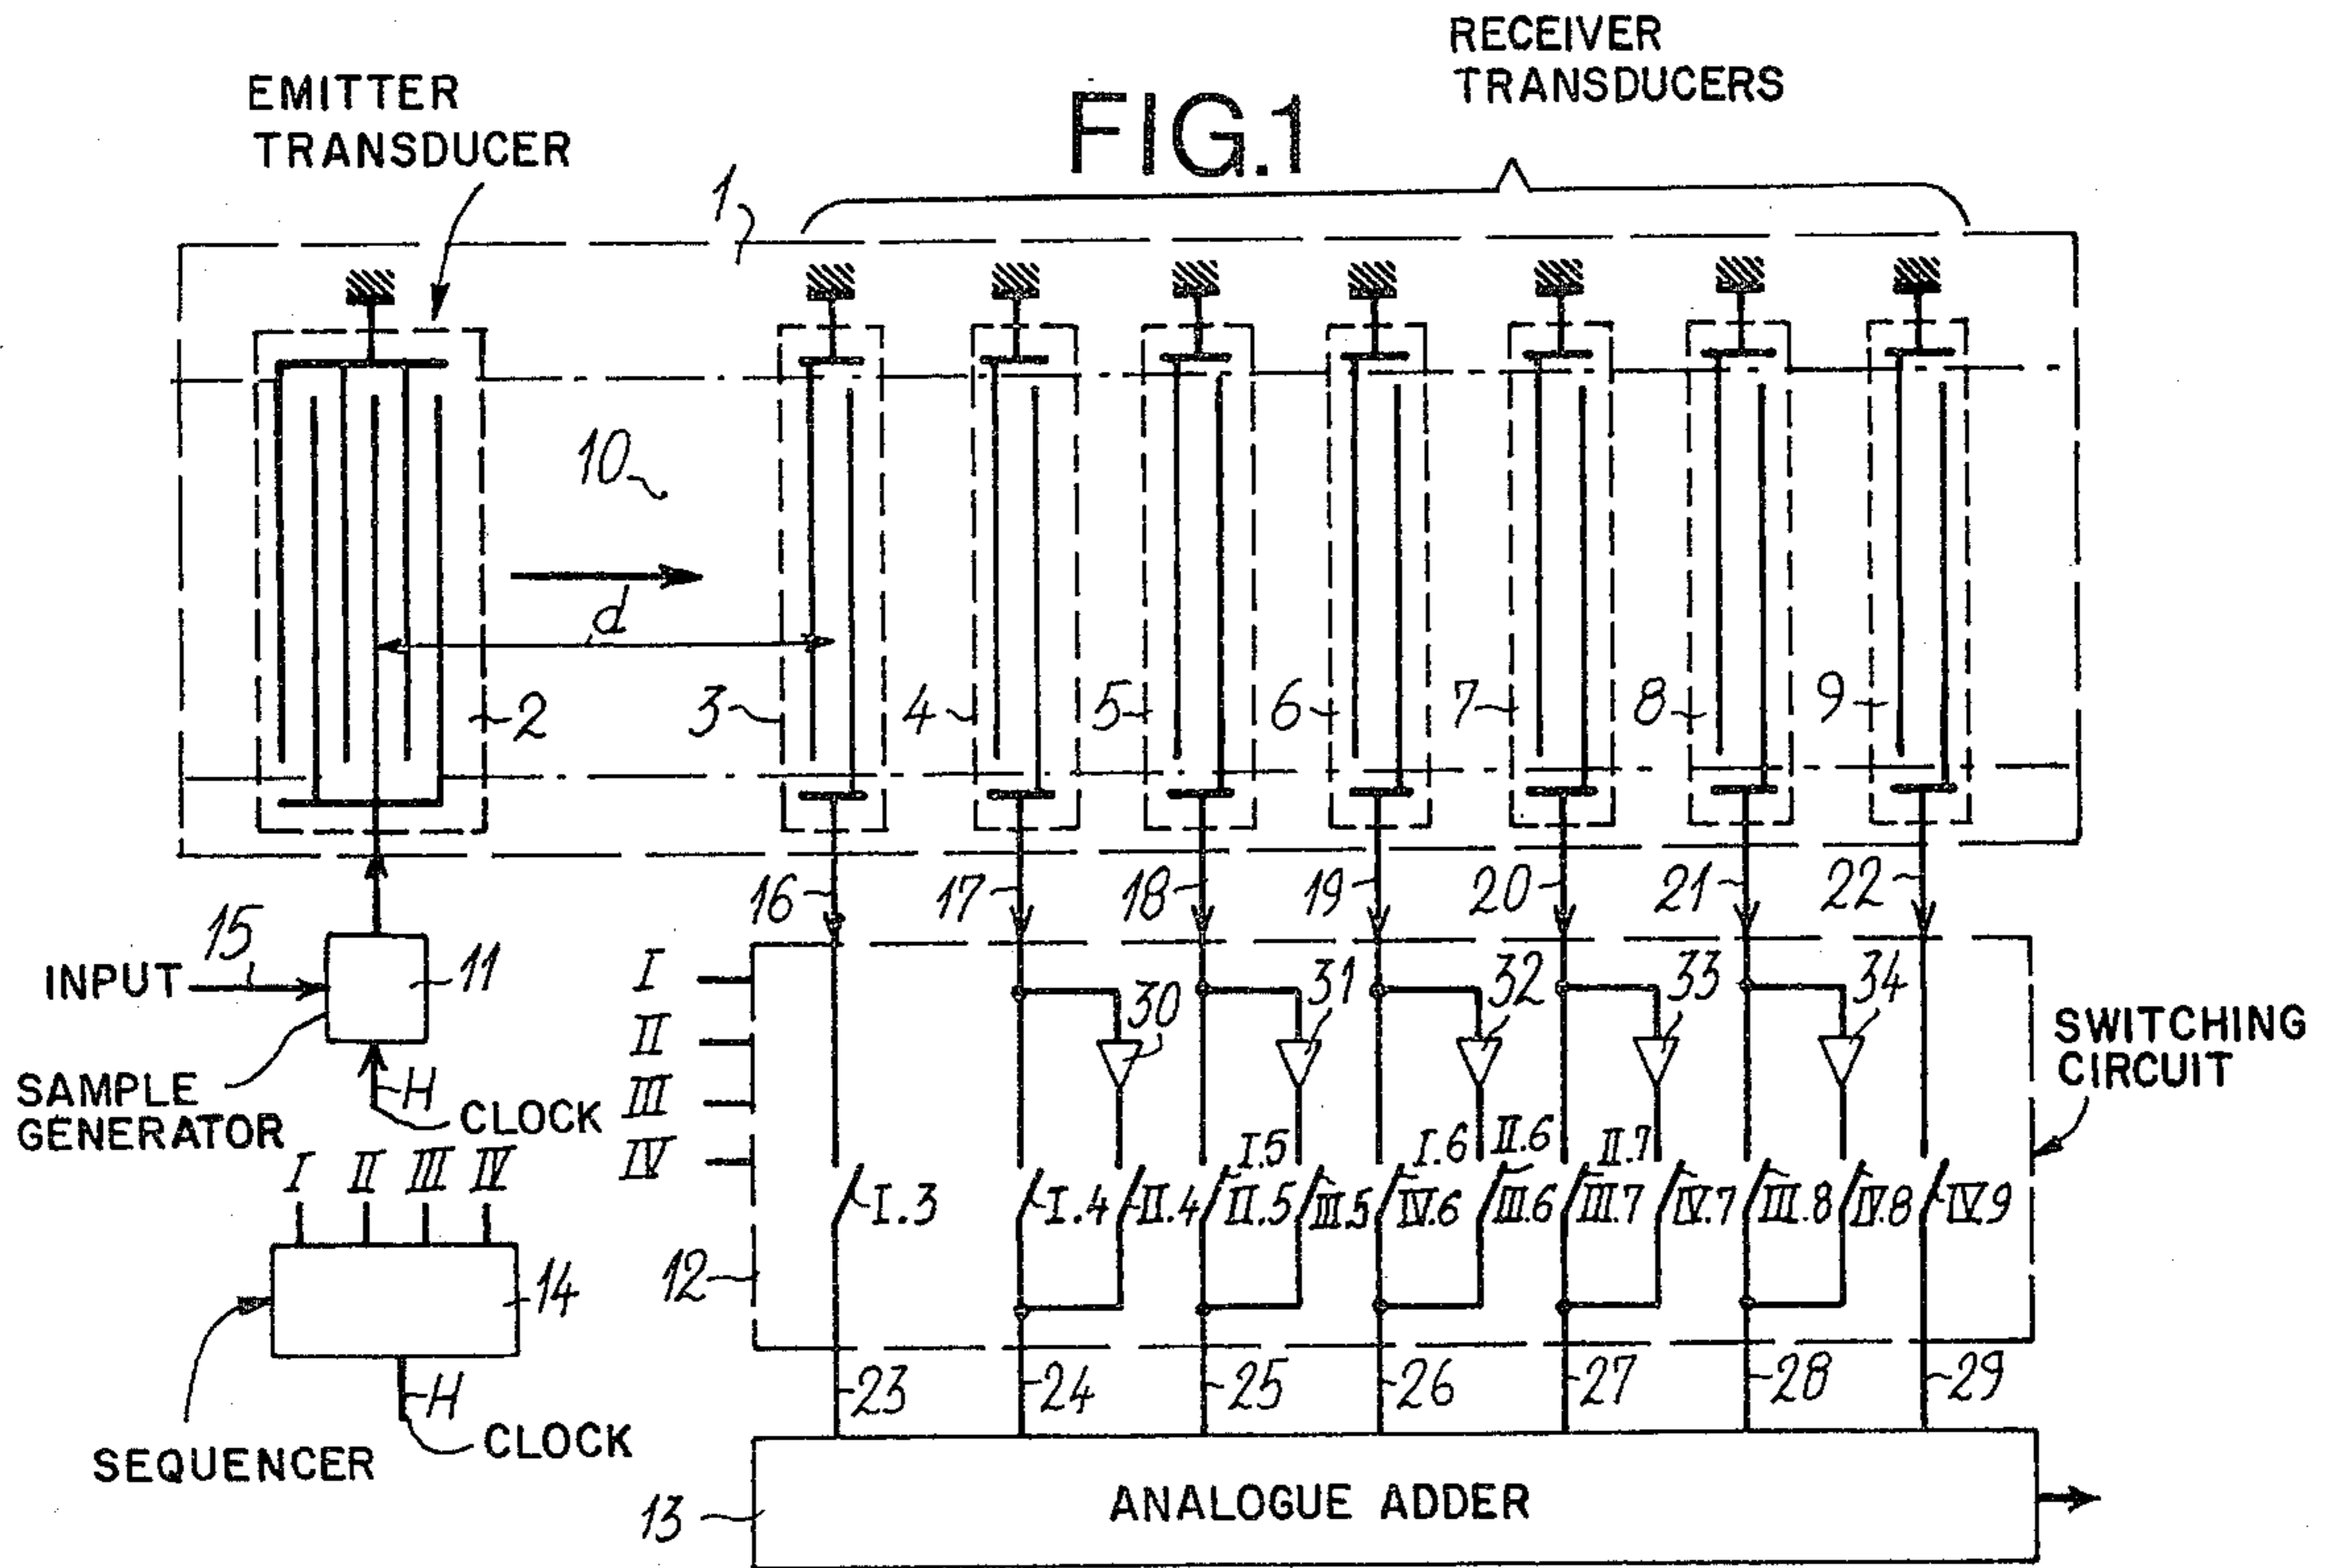 RECEIVER
TRANSDUCERS
EMITTER
TRANSDUCER
FIG.1
1
10
d
2
3
4
5
6
7
8
9
16
17
18
19
20
21
22
INPUT
15
11
SAMPLE
GENERATOR
H
CLOCK
I
II
III
IV
I
II
III
IV
30
31
32
33
34
SWITCHING
CIRCUIT
I.5
I.6
II.6
II.7
I.3
I.4
II.4
II.5
III.5
IV.6
III.6
III.7
IV.7
III.8
IV.8
IV.9
12
14
H
CLOCK
SEQUENCER
23
24
25
26
27
28
29
13
ANALOGUE ADDER